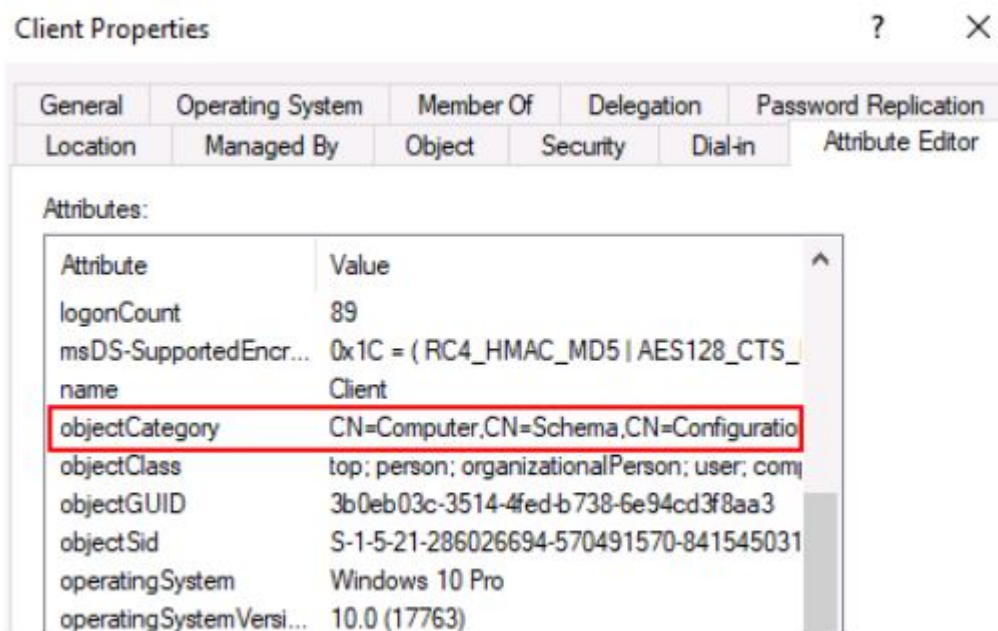 Client Properties ? ×
General Operating System Member Of Delegation Password Replication
Location Managed By Object Security Dial-in Attribute Editor
Attributes:
Attribute Value
logonCount 89
msDS-SupportedEncr... 0x1C = ( RC4_HMAC_MD5 | AES128_CTS_
name Client
objectCategory CN=Computer,CN=Schema,CN=Configuratio
objectClass top; person; organizationalPerson; user; com
objectGUID 3b0eb03c-3514-4fed-b738-6e94cd3f8aa3
objectSid S-1-5-21-286026694-570491570-841545031
operatingSystem Windows 10 Pro
operatingSystemVersi... 10.0 (17763)